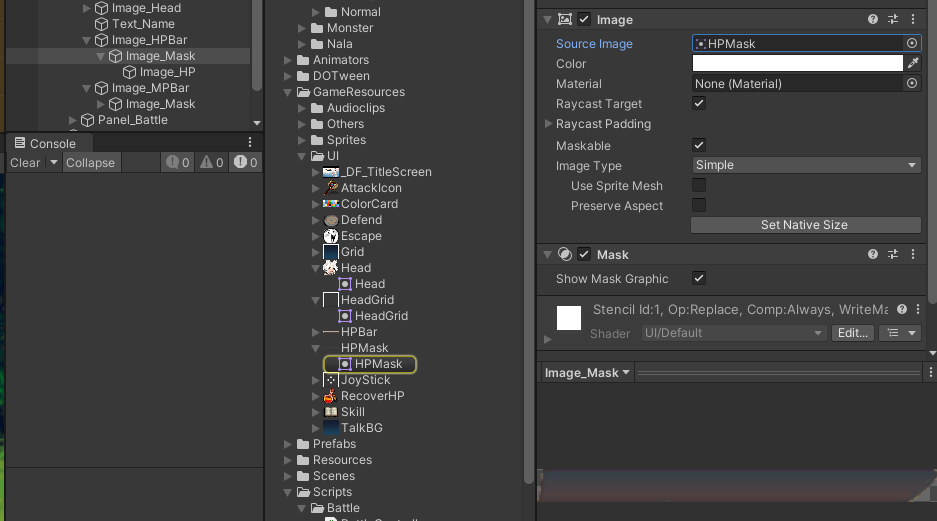 Image_Head
Text_Name
Image_HPBar
Image_Mask
Image_HP
Image_MPBar
Image_Mask
Panel_Battle
Console
Clear
Collapse
0
0
0
Normal
Monster
Nala
Animators
DOTween
GameResources
Audioclips
Others
Sprites
UI
_DF_TitleScreen
AttackIcon
ColorCard
Defend
Escape
Grid
Head
Head
HeadGrid
HeadGrid
HPBar
HPMask
HPMask
JoyStick
RecoverHP
Skill
TalkBG
Prefabs
Resources
Scenes
Scripts
Battle
Image
Source Image HPMask
Color
Material None (Material)
Raycast Target
Raycast Padding
Maskable
Image Type Simple
Use Sprite Mesh
Preserve Aspect
Set Native Size
Mask
Show Mask Graphic
Stencil Id:1, Op:Replace, Comp:Always, WriteMa
Shader UI/Default Edit...
Image_Mask